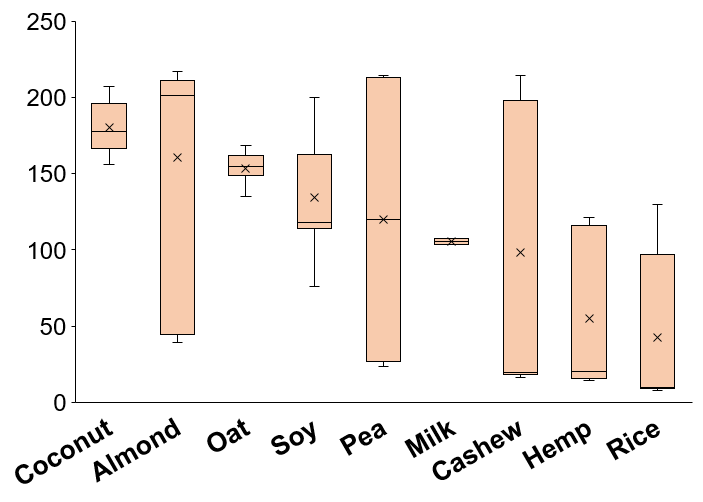 250
200
150
100
50
0
Coconut
Almond
Oat
Soy
Pea
Milk
Cashew
Hemp
Rice